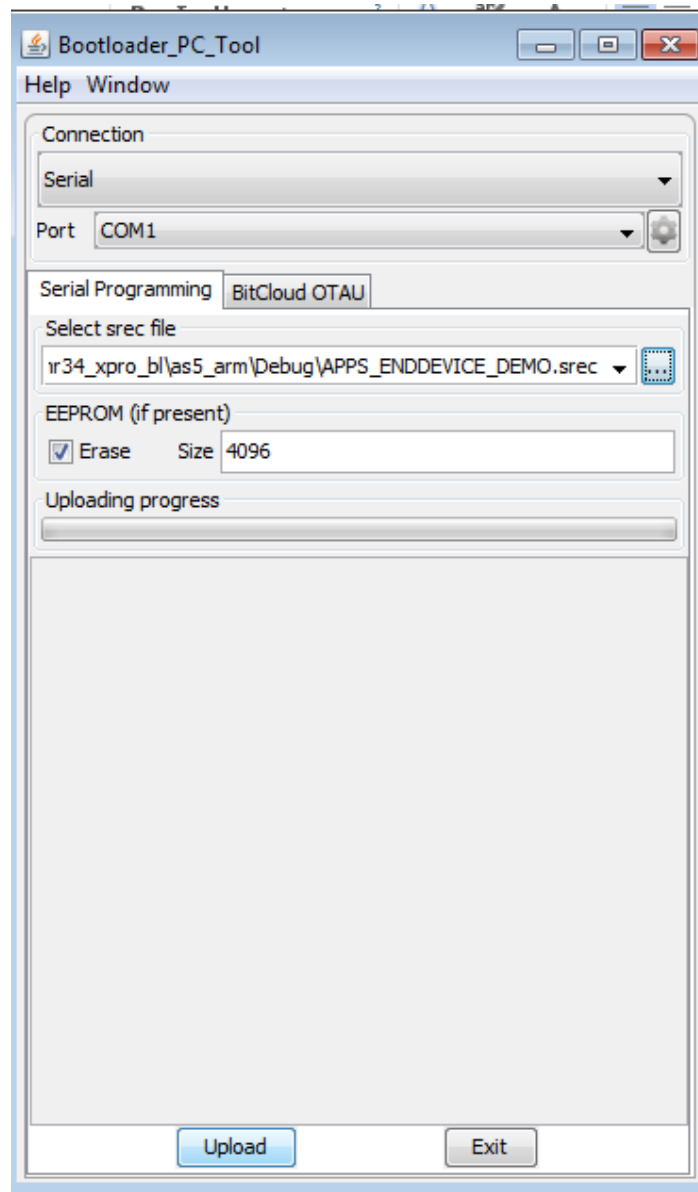 Bootloader_PC_Tool
Help Window
Connection
Serial
Port COM1
Serial Programming BitCloud OTAU
Select srec file
r34_xpro_bl\as5_arm\Debug\APPS_ENDDEVICE_DEMO.srec ...
EEPROM (if present)
Erase Size 4096
Uploading progress
Upload Exit